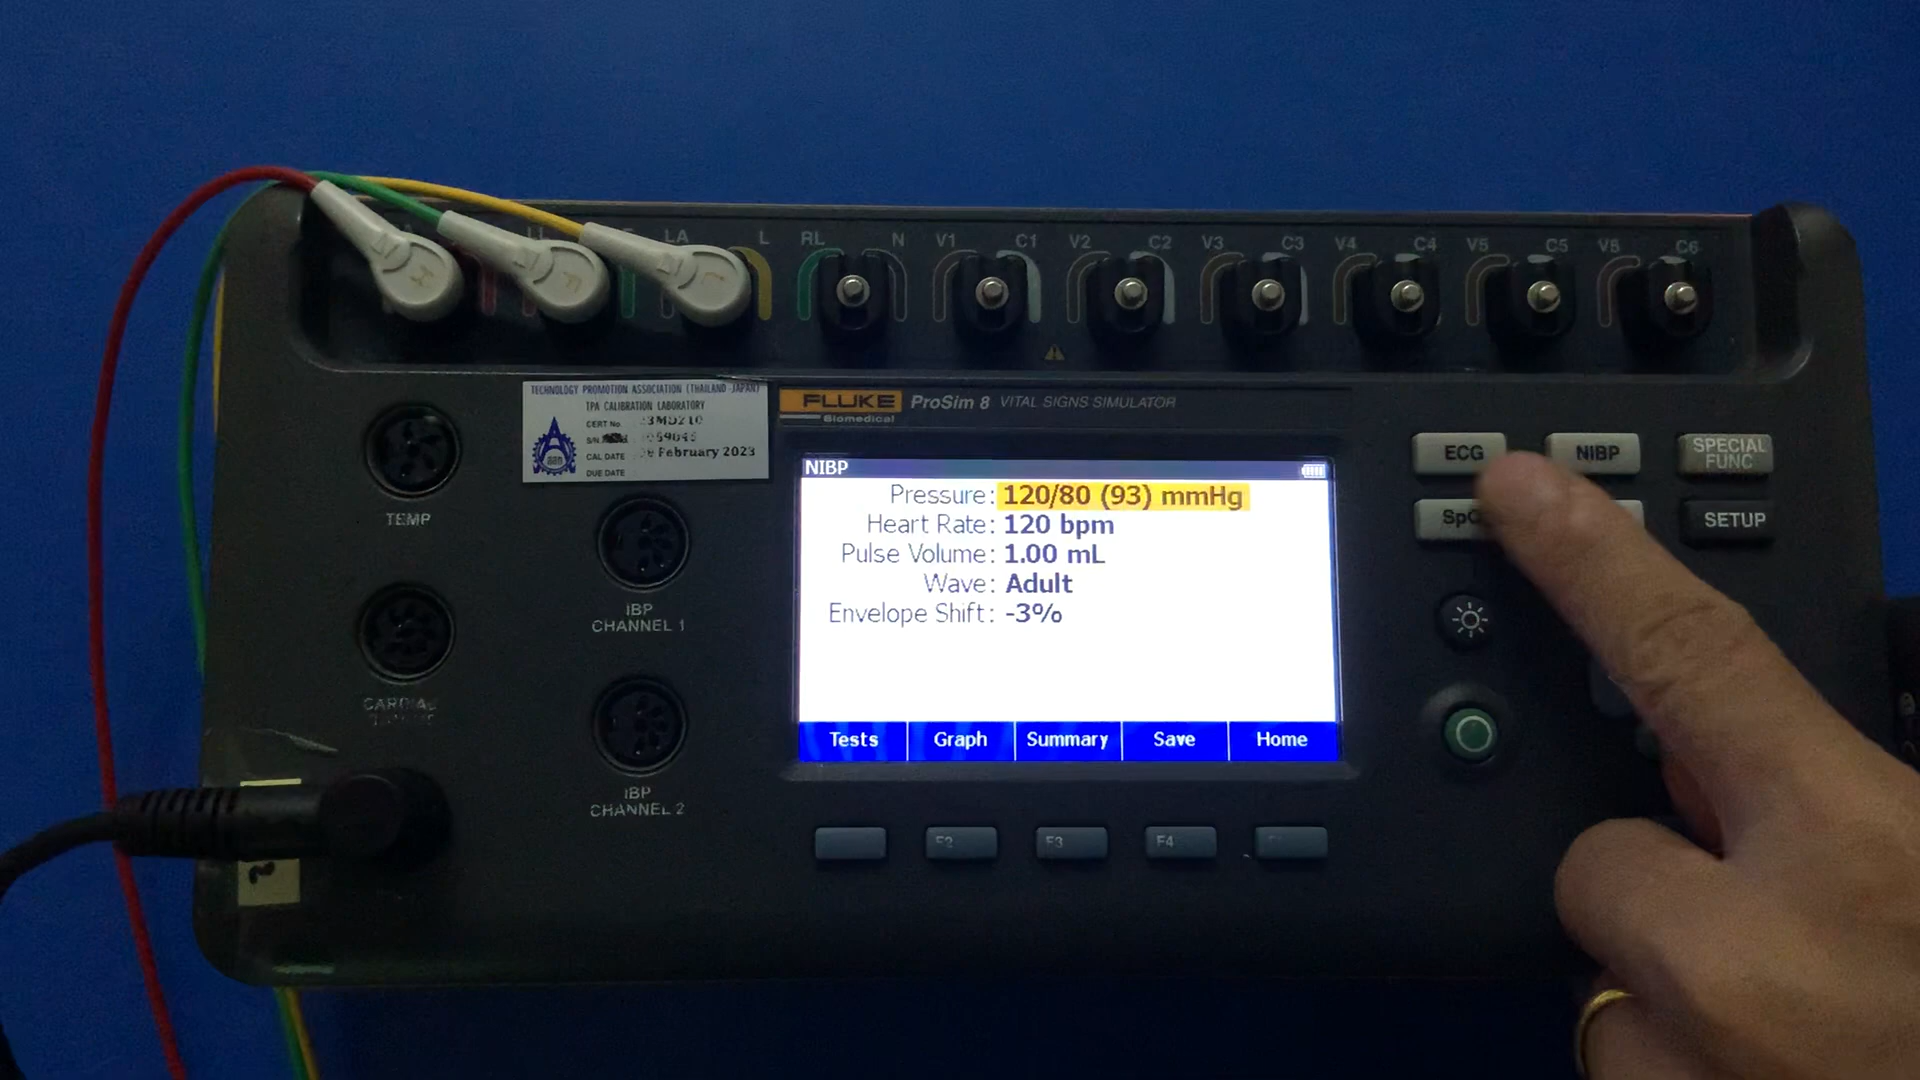 LA L RL N V1 C1 V2 C2 V3 C3 V4 C4 V5 C5 C6
TECHNOLOGY PROMOTION ASSOCIATION (THAILAND-JAPAN)
TPA CALIBRATION LABORATORY
CERT No.
S/N.
CAL DATE February 2023
DUE DATE
FLUKE
Biomedical
ProSim 8 VITAL SIGNS SIMULATOR
TEMP
IBP
CHANNEL 1
IBP
CHANNEL 2
NIBP
Pressure: 120/80 (93) mmHg
Heart Rate: 120 bpm
Pulse Volume: 1.00 mL
Wave: Adult
Envelope Shift: -3%
Tests Graph Summary Save Home
F2 F3 F4
ECG NIBP SPECIAL FUNC
SETUP